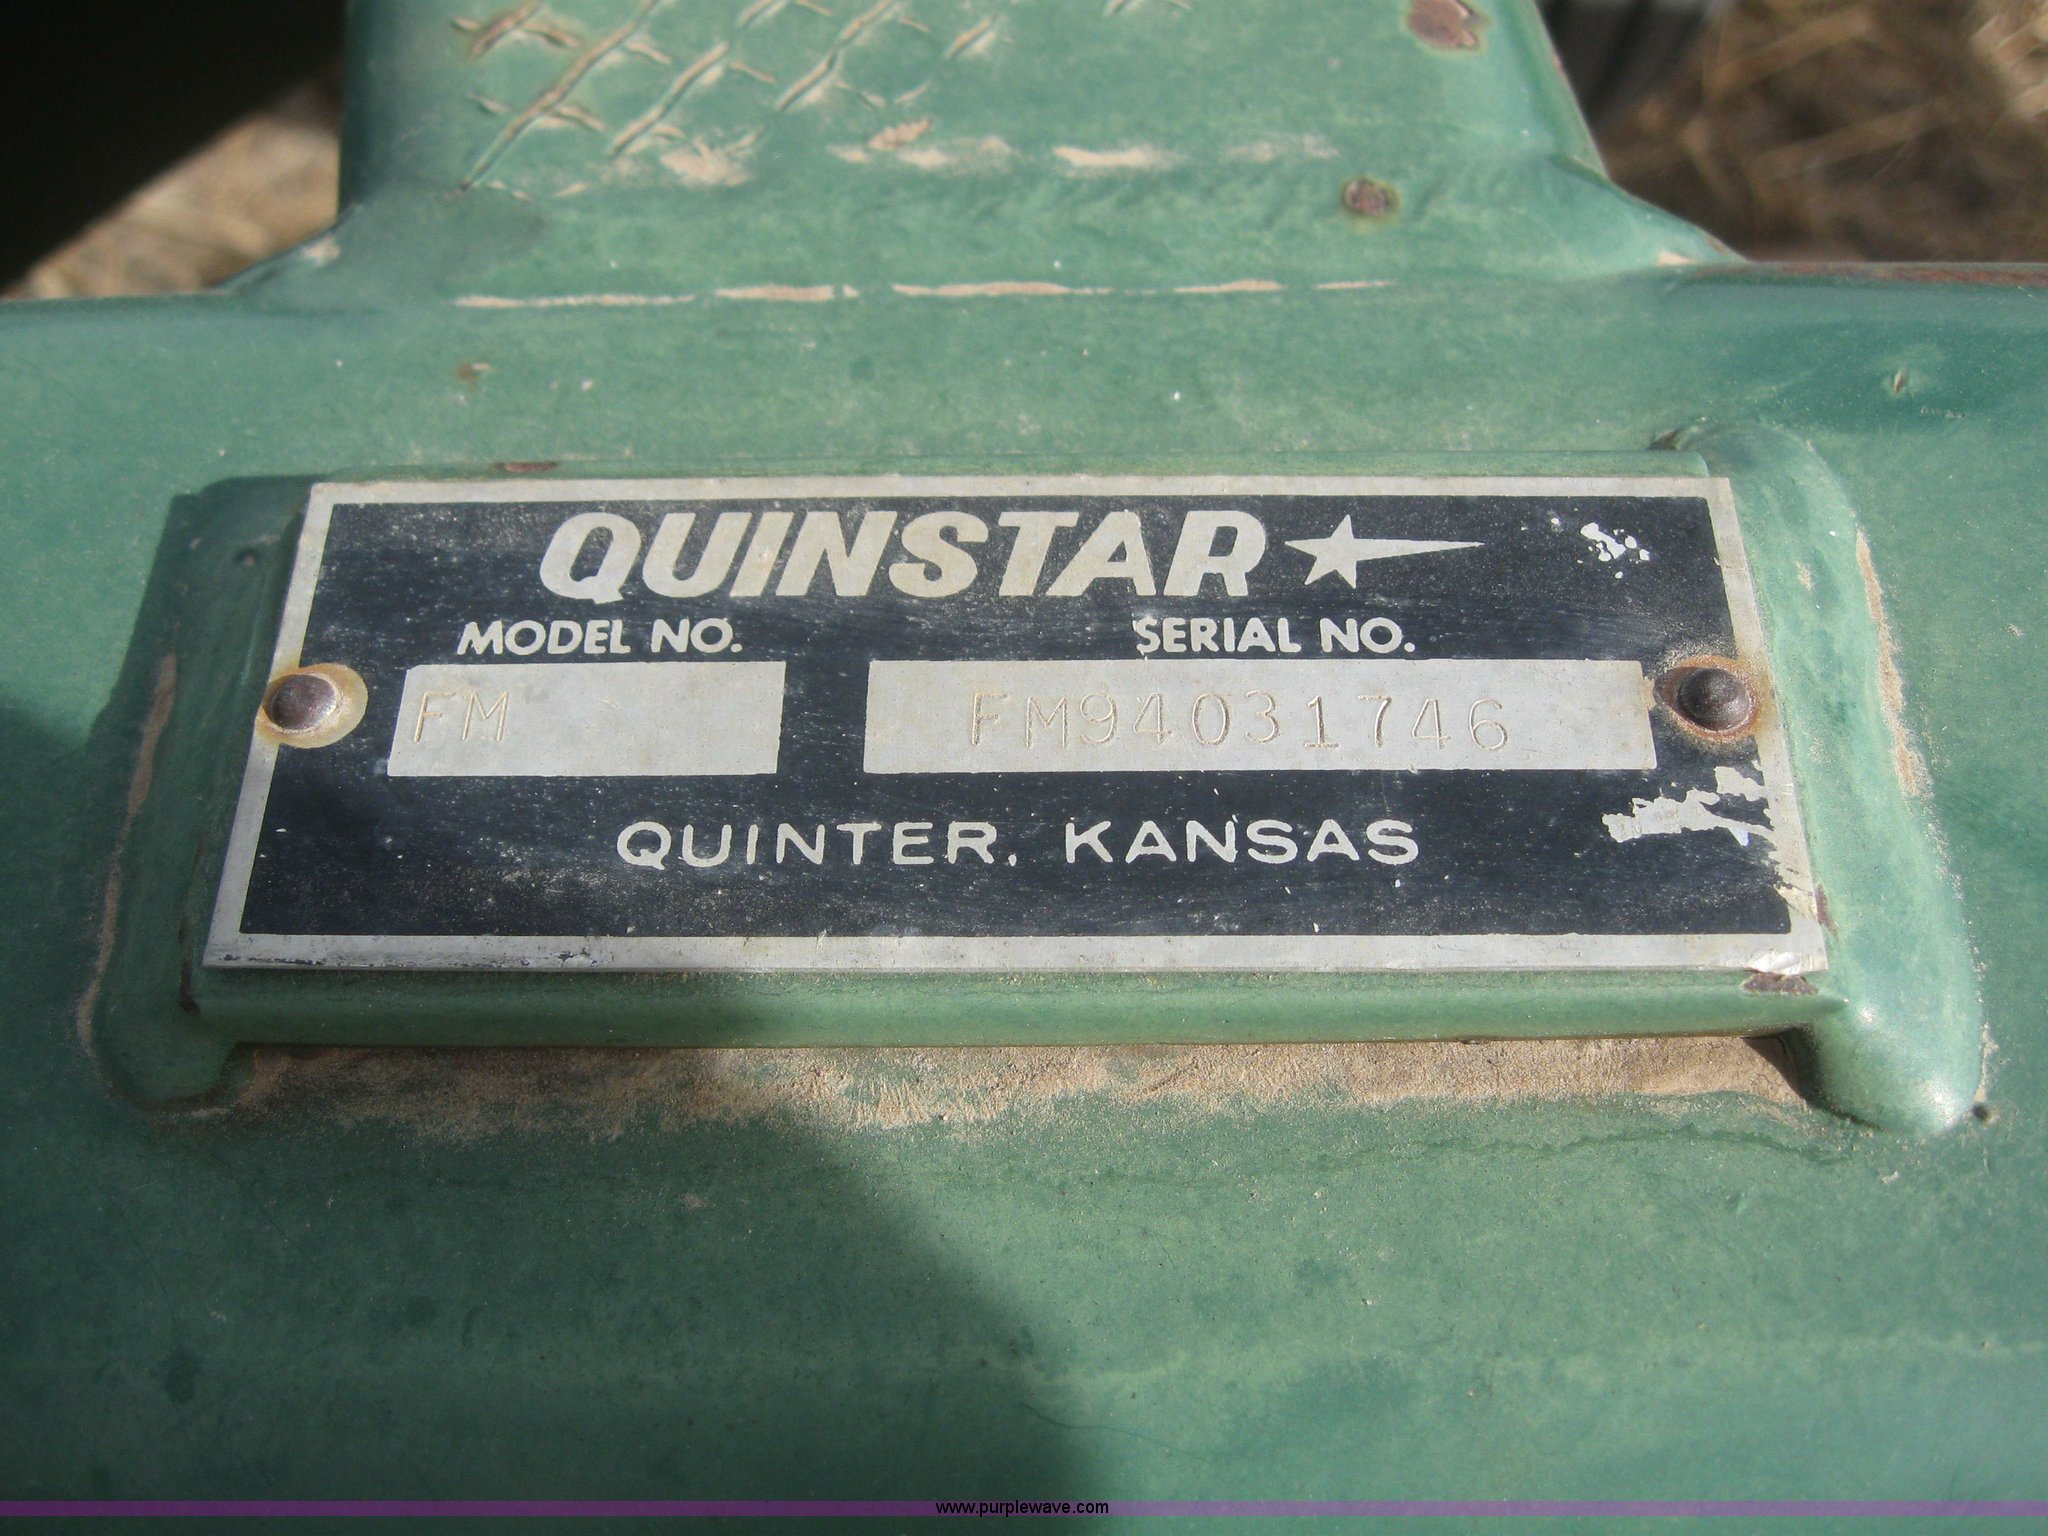 QUINSTAR
MODEL NO. SERIAL NO.
FM FM94031746
QUINTER, KANSAS
www.purplewave.com